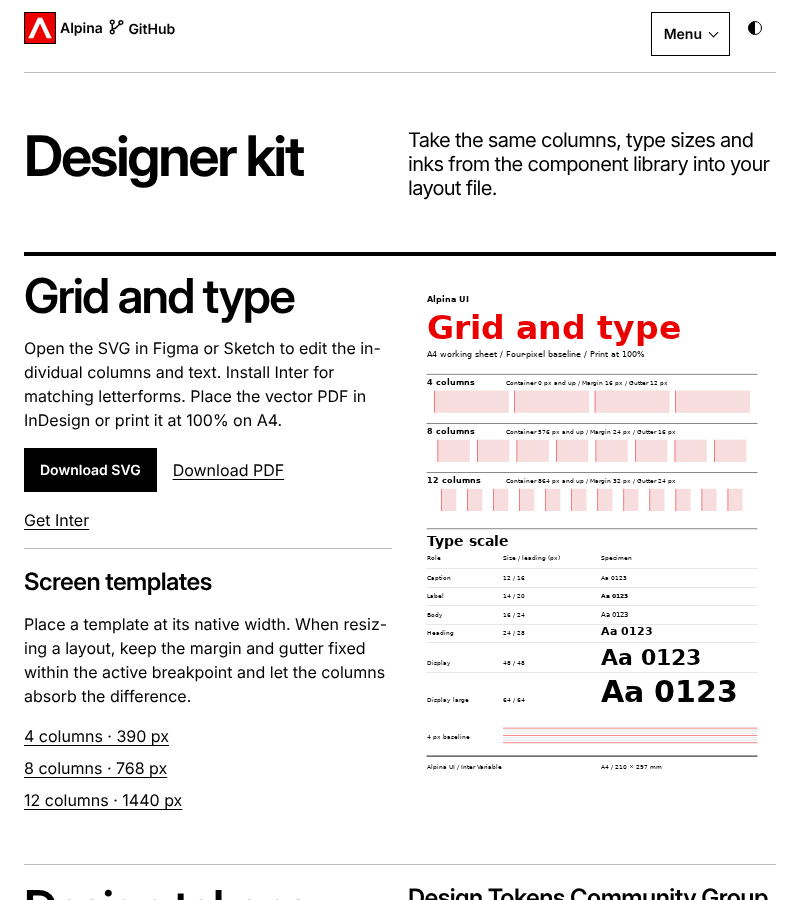 Alpina GitHub
Menu
Designer kit
Take the same columns, type sizes and
inks from the component library into your
layout file.
Grid and type
Open the SVG in Figma or Sketch to edit the in-
dividual columns and text. Install Inter for
matching letterforms. Place the vector PDF in
InDesign or print it at 100% on A4.
Download SVG Download PDF
Get Inter
Screen templates
Place a template at its native width. When resiz-
ing a layout, keep the margin and gutter fixed
within the active breakpoint and let the columns
absorb the difference.
4 columns · 390 px
8 columns · 768 px
12 columns · 1440 px
Alpina UI
Grid and type
A4 working sheet / Four-pixel baseline / Print at 100%
4 columns Container 0 px and up / Margin 16 px / Gutter 12 px
8 columns Container 576 px and up / Margin 24 px / Gutter 16 px
12 columns Container 864 px and up / Margin 32 px / Gutter 24 px
Type scale
Role Size / leading (px) Specimen
Caption 12 / 16 Aa 0123
Label 14 / 20 Aa 0123
Body 16 / 24 Aa 0123
Heading 24 / 28 Aa 0123
Display 48 / 48 Aa 0123
Display large 64 / 64 Aa 0123
4 px baseline
Alpina UI / Inter Variable A4 / 210 × 297 mm
Design tokens
Design Tokens Community Group